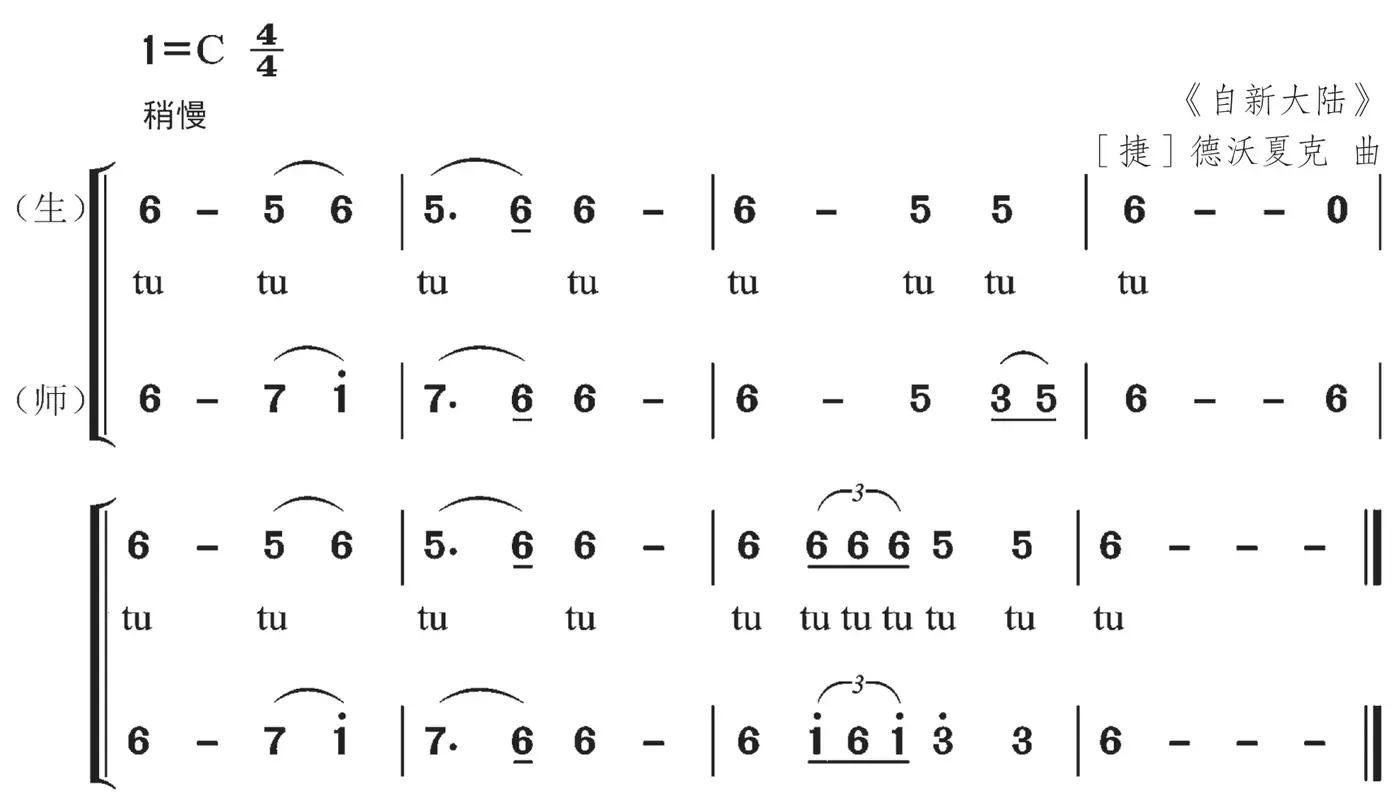 1=C 4/4
稍慢
《自新大陆》
[捷]德沃夏克 曲
(生) 6 - 5 6 | 5. 6 6 - | 6 - 5 5 | 6 - - 0 |
tu tu tu tu tu tu tu tu
(师) 6 - 7 i | 7. 6 6 - | 6 - 5 3 5 | 6 - - 6 |
6 - 5 6 | 5. 6 6 - | 6 6 6 6 5 5 | 6 - - - ‖
3
tu tu tu tu tu tu tu tu tu tu tu
3
6 - 7 i | 7. 6 6 - | 6 i 6 i 3̇ 3 | 6 - - - ‖